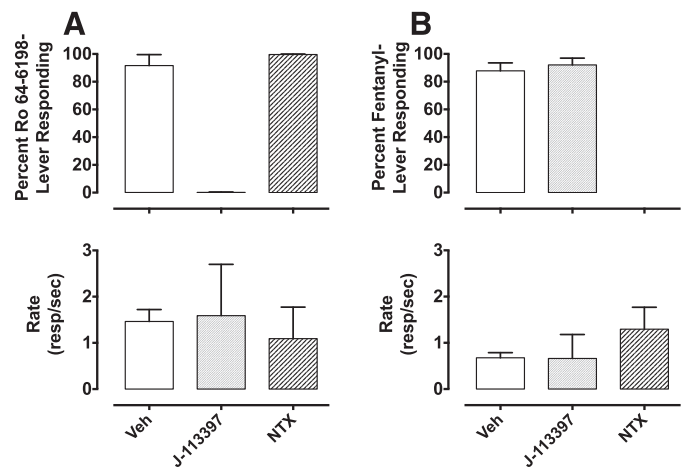 A
B
Percent Ro 64-6198-
Lever Responding
100
80
60
40
20
0
Percent Fentanyl-
Lever Responding
100
80
60
40
20
0
Rate
(resp/sec)
3
2
1
0
Rate
(resp/sec)
3
2
1
0
Veh
J-113397
NTX
Veh
J-113397
NTX